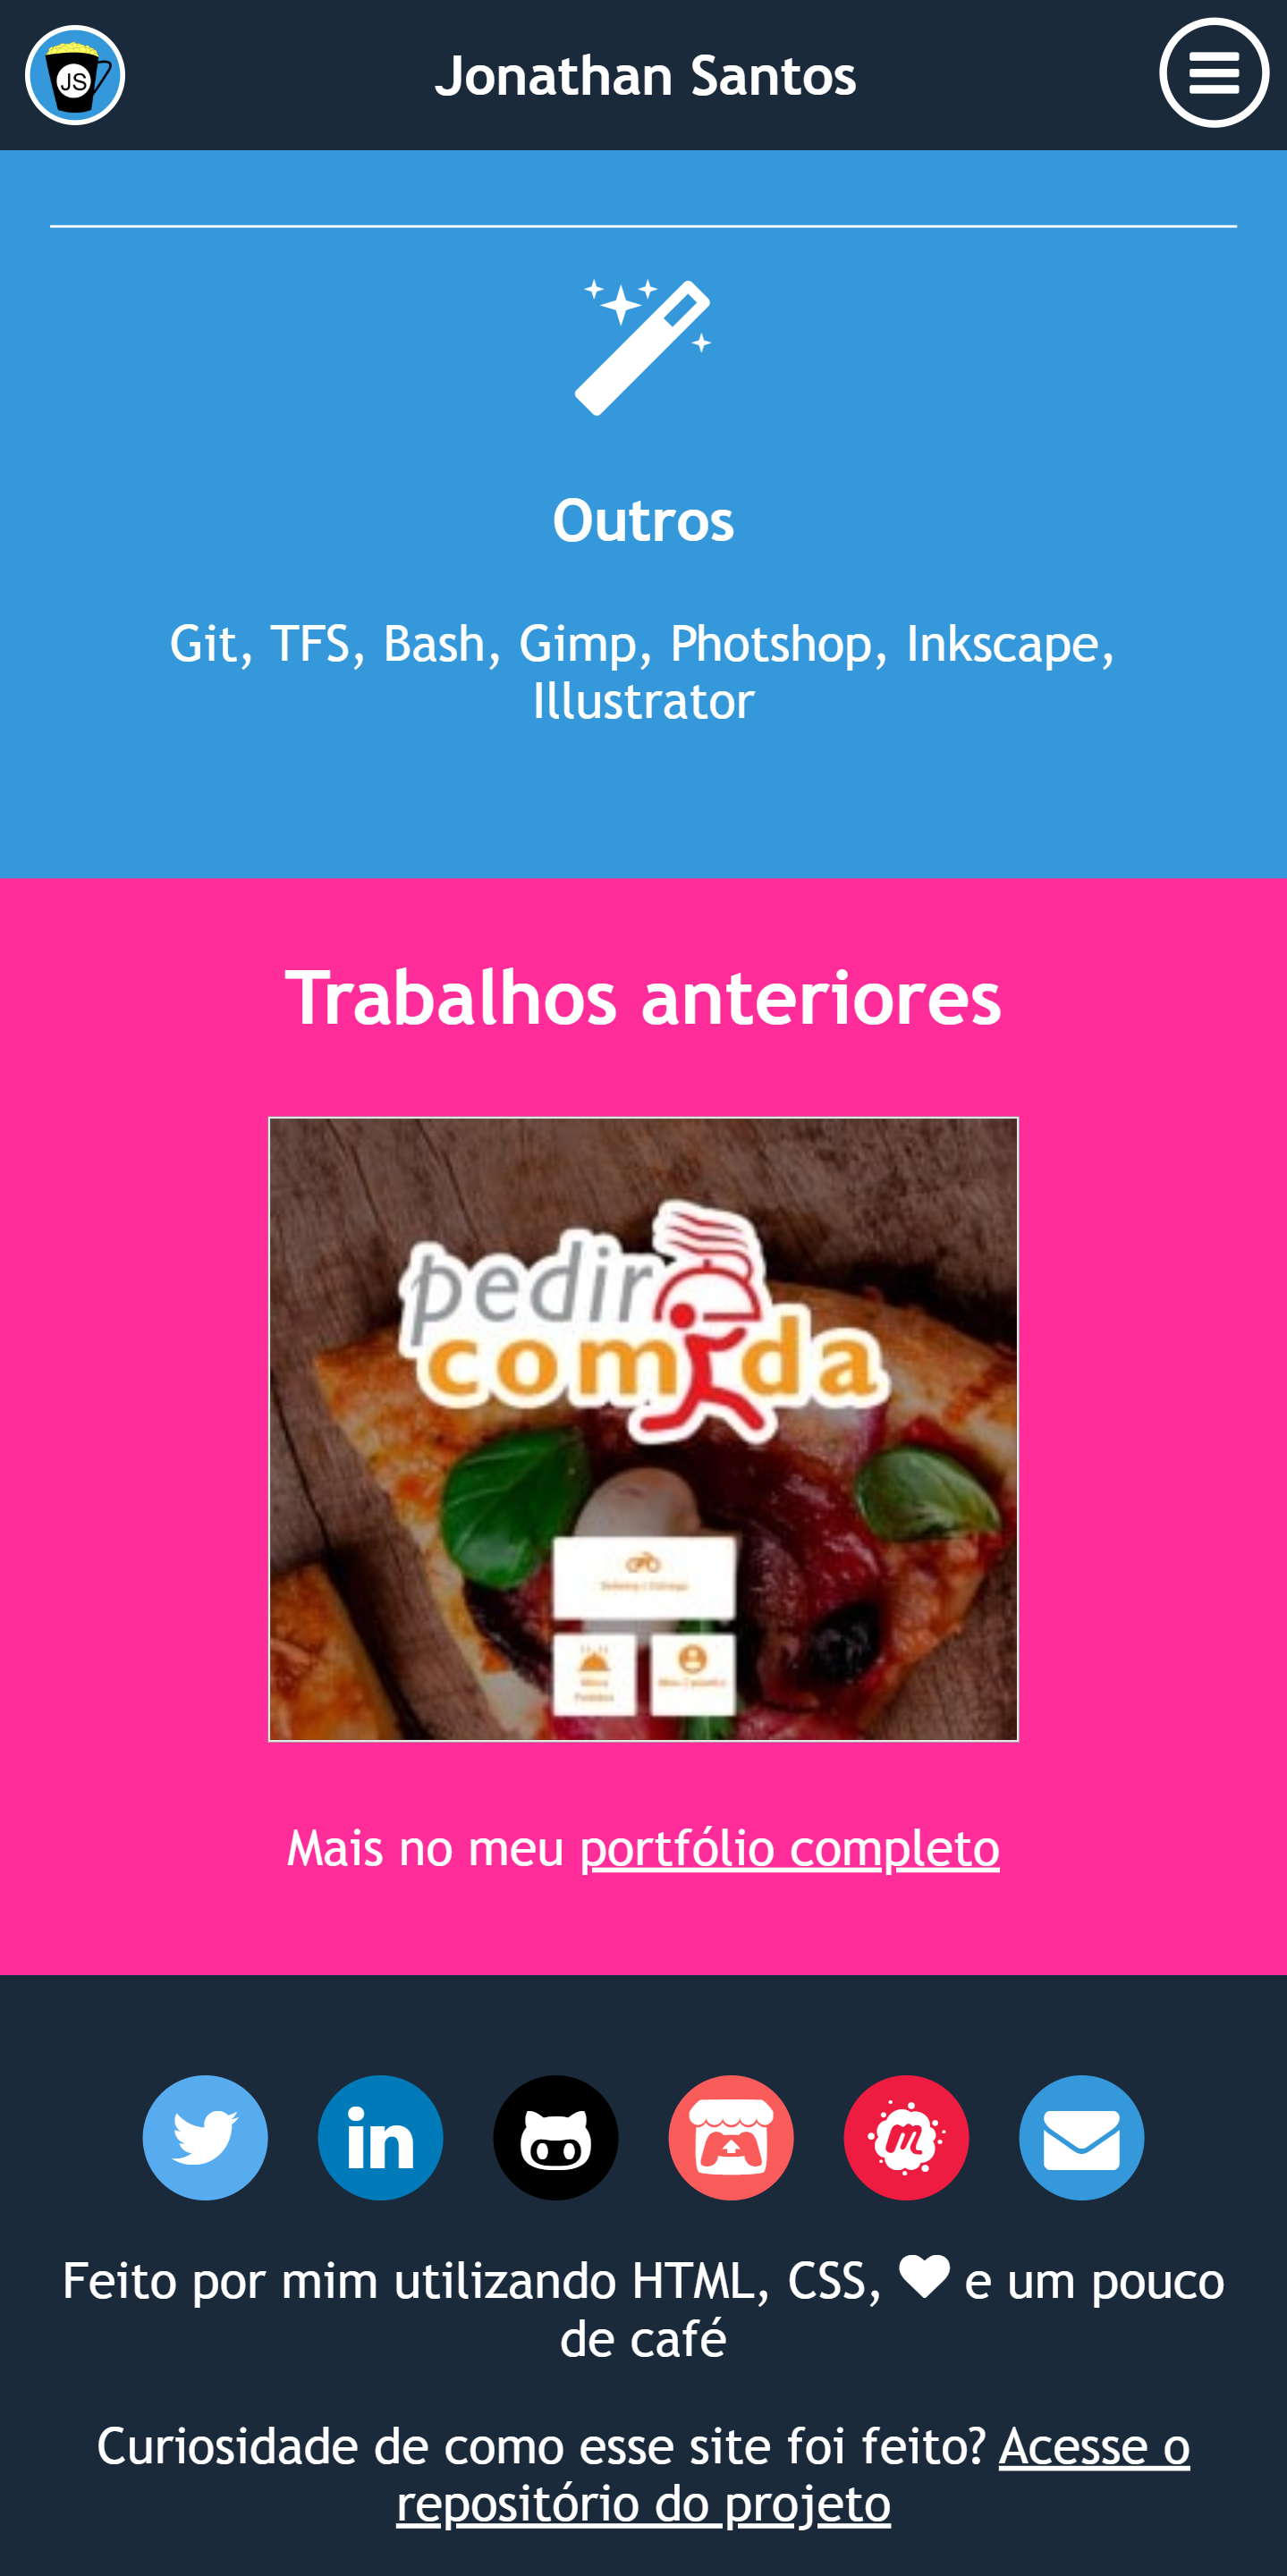 JS
Jonathan Santos
Outros
Git, TFS, Bash, Gimp, Photshop, Inkscape,
Illustrator
Trabalhos anteriores
pedir
comida
Mais no meu portfólio completo
in
m
Feito por mim utilizando HTML, CSS, ♥ e um pouco
de café
Curiosidade de como esse site foi feito? Acesse o
repositório do projeto